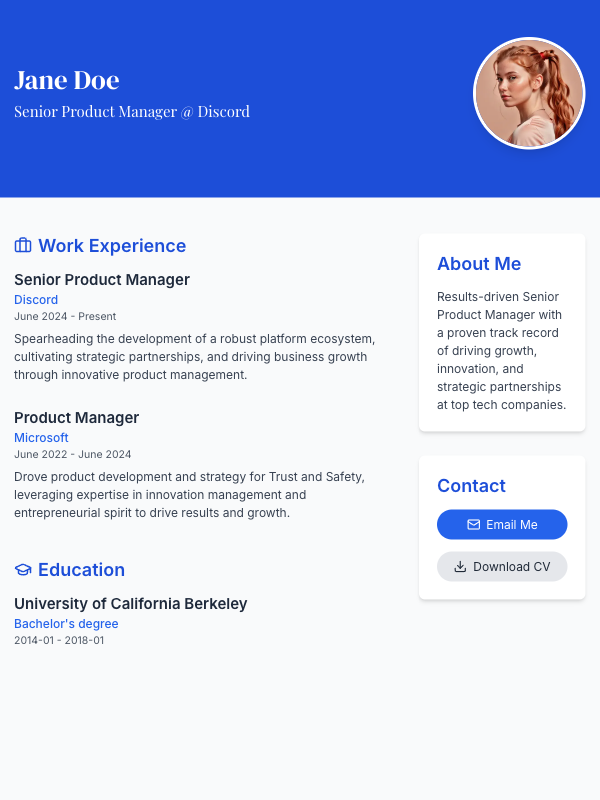 Jane Doe
Senior Product Manager @ Discord
Work Experience
Senior Product Manager
Discord
June 2024 - Present
Spearheading the development of a robust platform ecosystem,
cultivating strategic partnerships, and driving business growth
through innovative product management.
Product Manager
Microsoft
June 2022 - June 2024
Drove product development and strategy for Trust and Safety,
leveraging expertise in innovation management and
entrepreneurial spirit to drive results and growth.
Education
University of California Berkeley
Bachelor's degree
2014-01 - 2018-01
About Me
Results-driven Senior
Product Manager with
a proven track record
of driving growth,
innovation, and
strategic partnerships
at top tech companies.
Contact
Email Me
Download CV